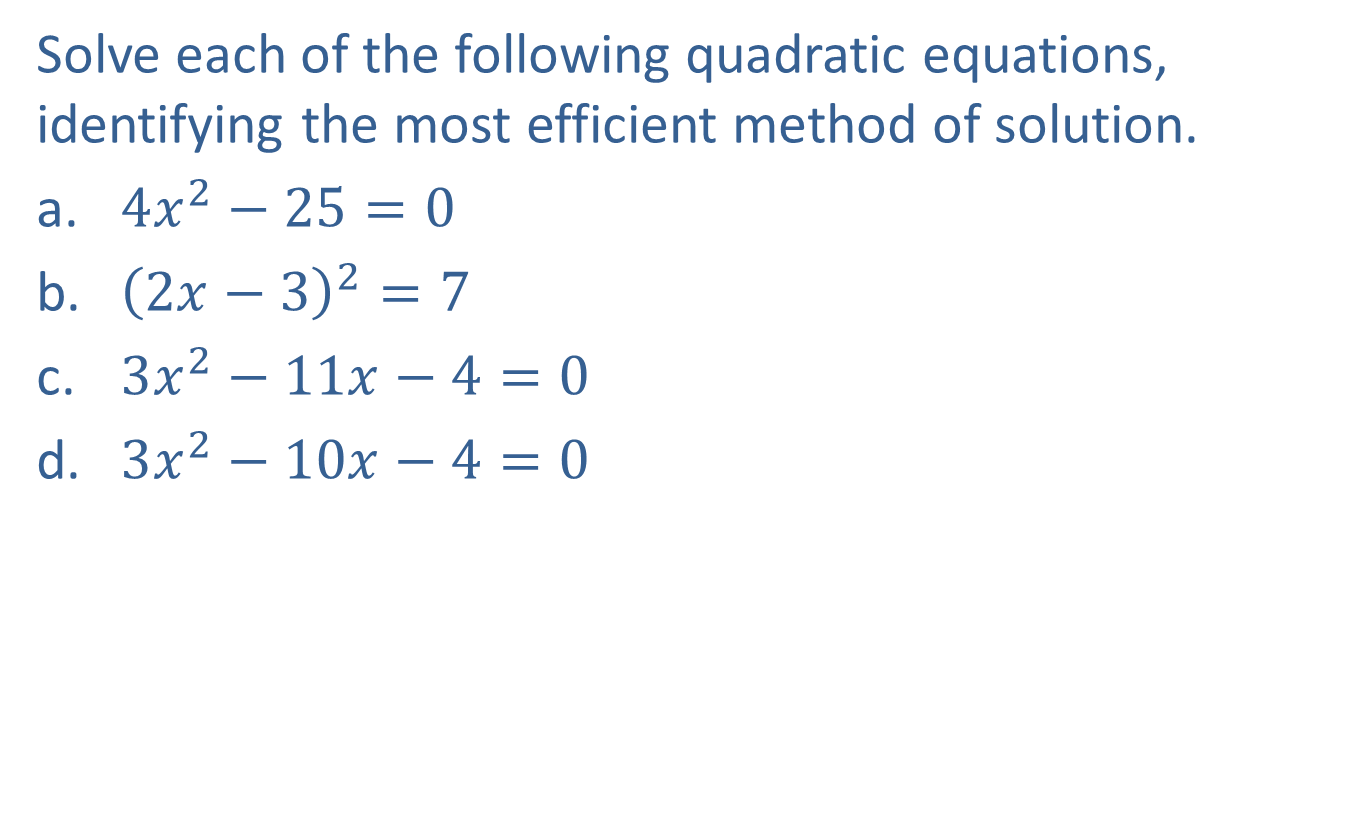 Solve each of the following quadratic equations,
identifying the most efficient method of solution.
a. 4x² − 25 = 0
b. (2x − 3)² = 7
c. 3x² − 11x − 4 = 0
d. 3x² − 10x − 4 = 0